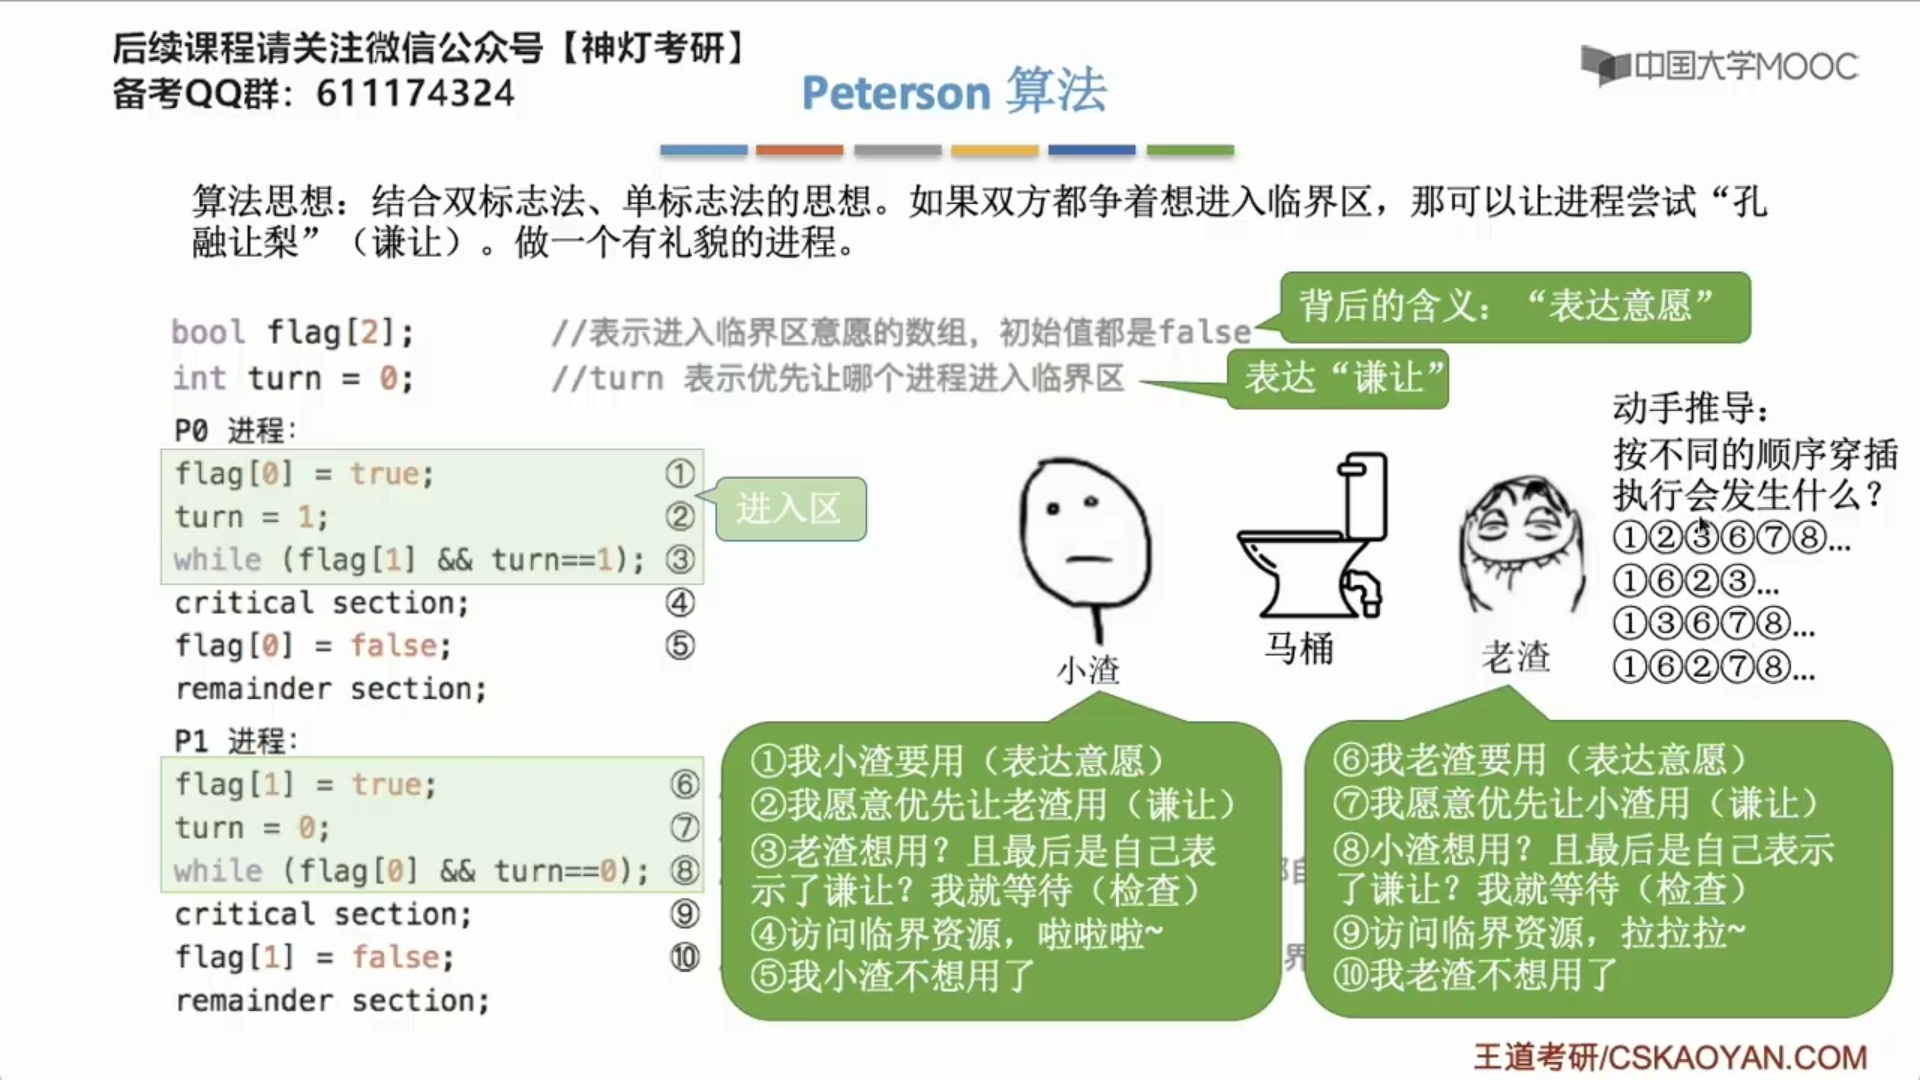 后续课程请关注微信公众号【神灯考研】
备考QQ群：611174324
中国大学MOOC
Peterson 算法
算法思想：结合双标志法、单标志法的思想。如果双方都争着想进入临界区，那可以让进程尝试“孔
融让梨”（谦让）。做一个有礼貌的进程。
背后的含义：“表达意愿”
bool flag[2]; //表示进入临界区意愿的数组，初始值都是false
int turn = 0; //turn 表示优先让哪个进程进入临界区
表达“谦让”
P0 进程：
flag[0] = true; ①
turn = 1; ②
while (flag[1] && turn==1); ③
critical section; ④
flag[0] = false; ⑤
remainder section;
进入区
P1 进程：
flag[1] = true; ⑥
turn = 0; ⑦
while (flag[0] && turn==0); ⑧
critical section; ⑨
flag[1] = false; ⑩
remainder section;
小渣
马桶
老渣
动手推导：
按不同的顺序穿插
执行会发生什么？
①②③⑥⑦⑧...
①⑥②③...
①③⑥⑦⑧...
①⑥②⑦⑧...
①我小渣要用（表达意愿）
②我愿意优先让老渣用（谦让）
③老渣想用？且最后是自己表
示了谦让？我就等待（检查）
④访问临界资源，啦啦啦~
⑤我小渣不想用了
⑥我老渣要用（表达意愿）
⑦我愿意优先让小渣用（谦让）
⑧小渣想用？且最后是自己表示
了谦让？我就等待（检查）
⑨访问临界资源，拉拉拉~
⑩我老渣不想用了
王道考研/CSKAOYAN.COM